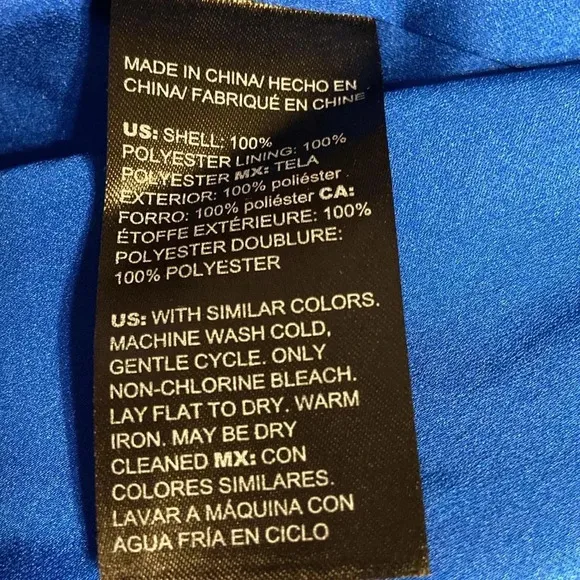 MADE IN CHINA/ HECHO EN
CHINA/ FABRIQUÉ EN CHINE
US: SHELL: 100%
POLYESTER LINING: 100%
POLYESTER MX: TELA
EXTERIOR: 100% poliéster
FORRO: 100% poliéster CA:
ÉTOFFE EXTÉRIEURE: 100%
POLYESTER DOUBLURE:
100% POLYESTER
US: WITH SIMILAR COLORS.
MACHINE WASH COLD,
GENTLE CYCLE. ONLY
NON-CHLORINE BLEACH.
LAY FLAT TO DRY. WARM
IRON. MAY BE DRY
CLEANED MX: CON
COLORES SIMILARES.
LAVAR A MÁQUINA CON
AGUA FRÍA EN CICLO